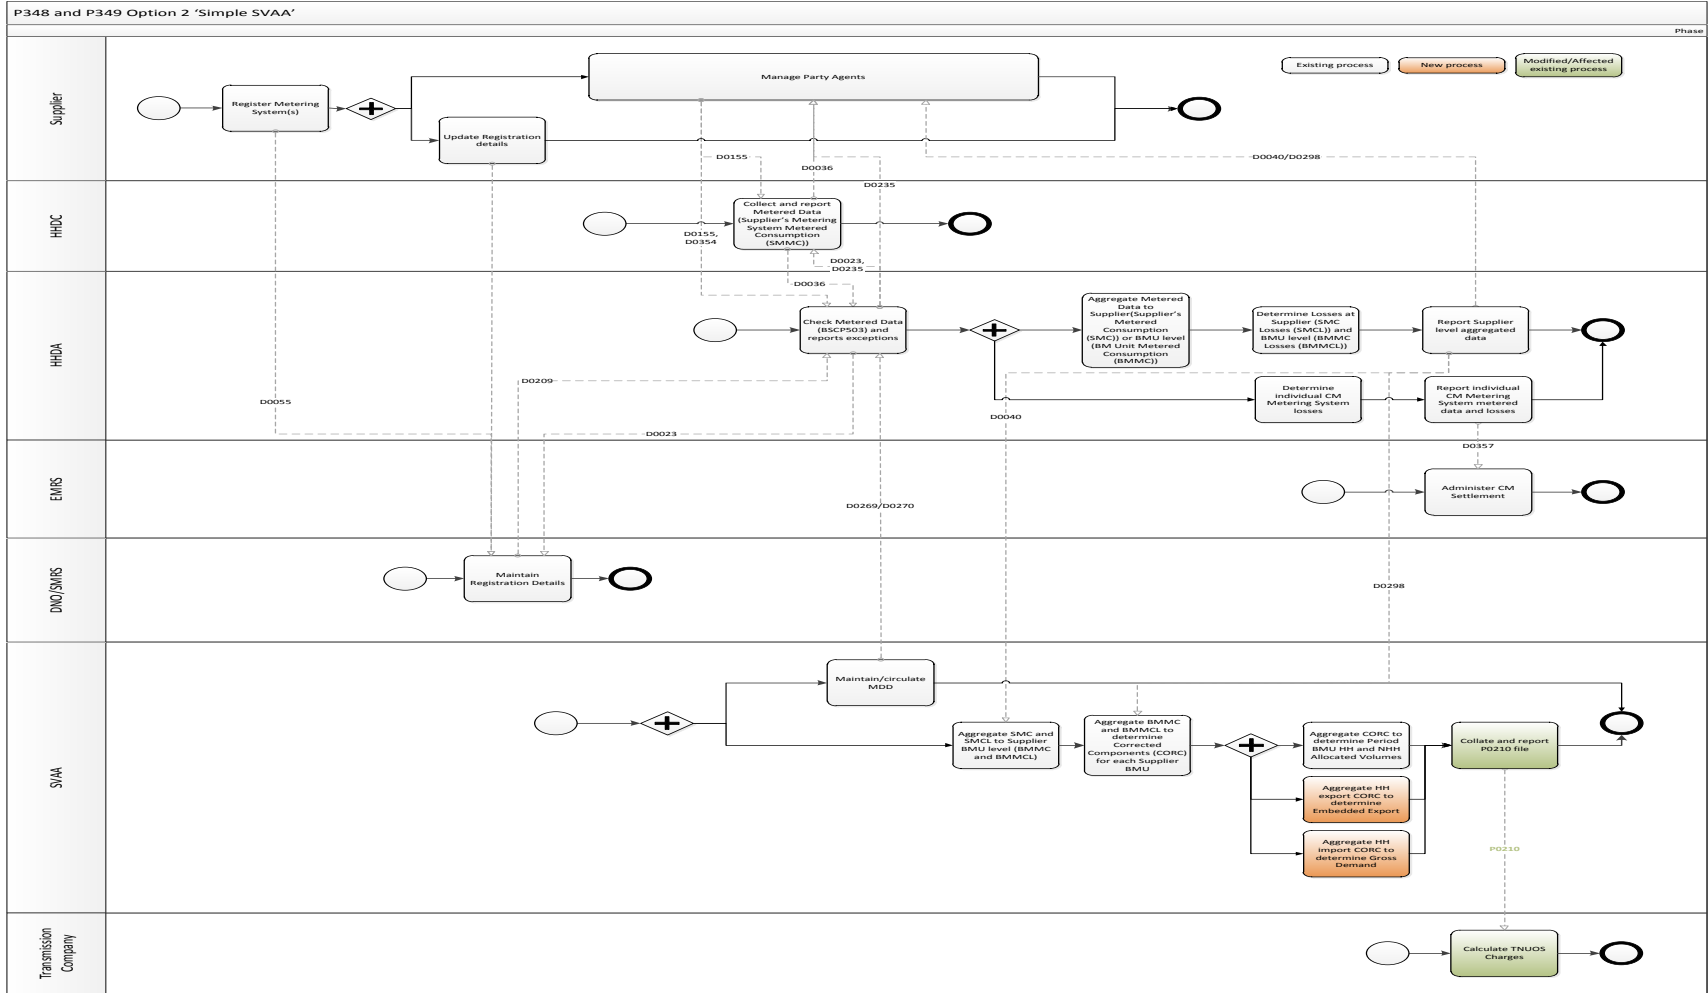 P348 and P349 Option 2 ‘Simple SVAA’
Phase
Supplier
Register Metering
System(s)
Update Registration
details
Manage Party Agents
Existing process
New process
Modified/Affected
existing process
D0155
D0036
D0235
D0040/D0298
HHDC
Collect and report
Metered Data
(Supplier’s Metering
System Metered
Consumption
(SMMC))
D0155,
D0354
D0023,
D0235
D0036
HHDA
Check Metered Data
(BSCP503) and
reports exceptions
Aggregate Metered
Data to
Supplier(Supplier’s
Metered
Consumption
(SMC)) or BMU level
(BM Unit Metered
Consumption
(BMMC))
Determine Losses at
Supplier (SMC
Losses (SMCL)) and
BMU level (BMMC
Losses (BMMCL))
Report Supplier
level aggregated
data
Determine
individual CM
Metering System
losses
Report individual
CM Metering
System metered
data and losses
D0209
D0055
D0023
D0040
D0357
EMRS
Administer CM
Settlement
D0269/D0270
DNO/SMRS
Maintain
Registration Details
D0298
SVAA
Maintain/circulate
MDD
Aggregate SMC and
SMCL to Supplier
BMU level (BMMC
and BMMCL)
Aggregate BMMC
and BMMCL to
determine
Corrected
Components (CORC)
for each Supplier
BMU
Aggregate CORC to
determine Period
BMU HH and NHH
Allocated Volumes
Collate and report
P0210 file
Aggregate HH
export CORC to
determine
Embedded Export
Aggregate HH
import CORC to
determine Gross
Demand
P0210
Transmission
Company
Calculate TNUOS
Charges